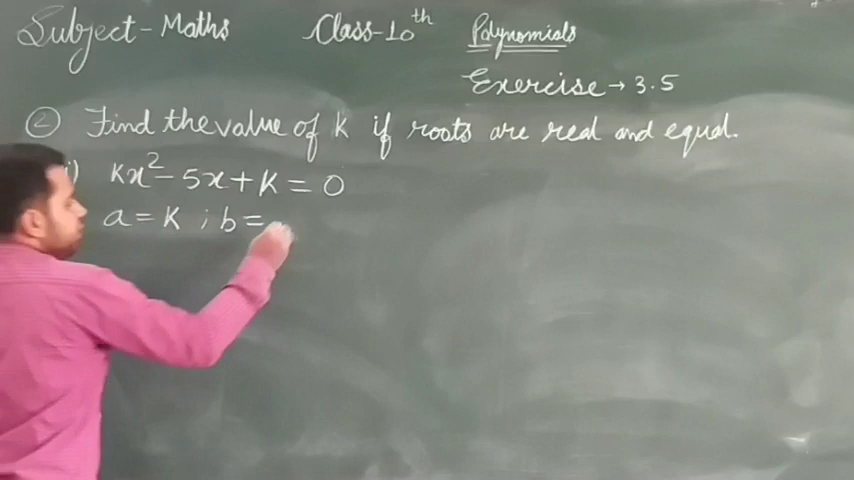 Subject - Maths Class - 10th Polynomials
Exercise → 3.5
② Find the value of K if roots are real and equal.
i) Kx² - 5x + K = 0
a = K ; b =